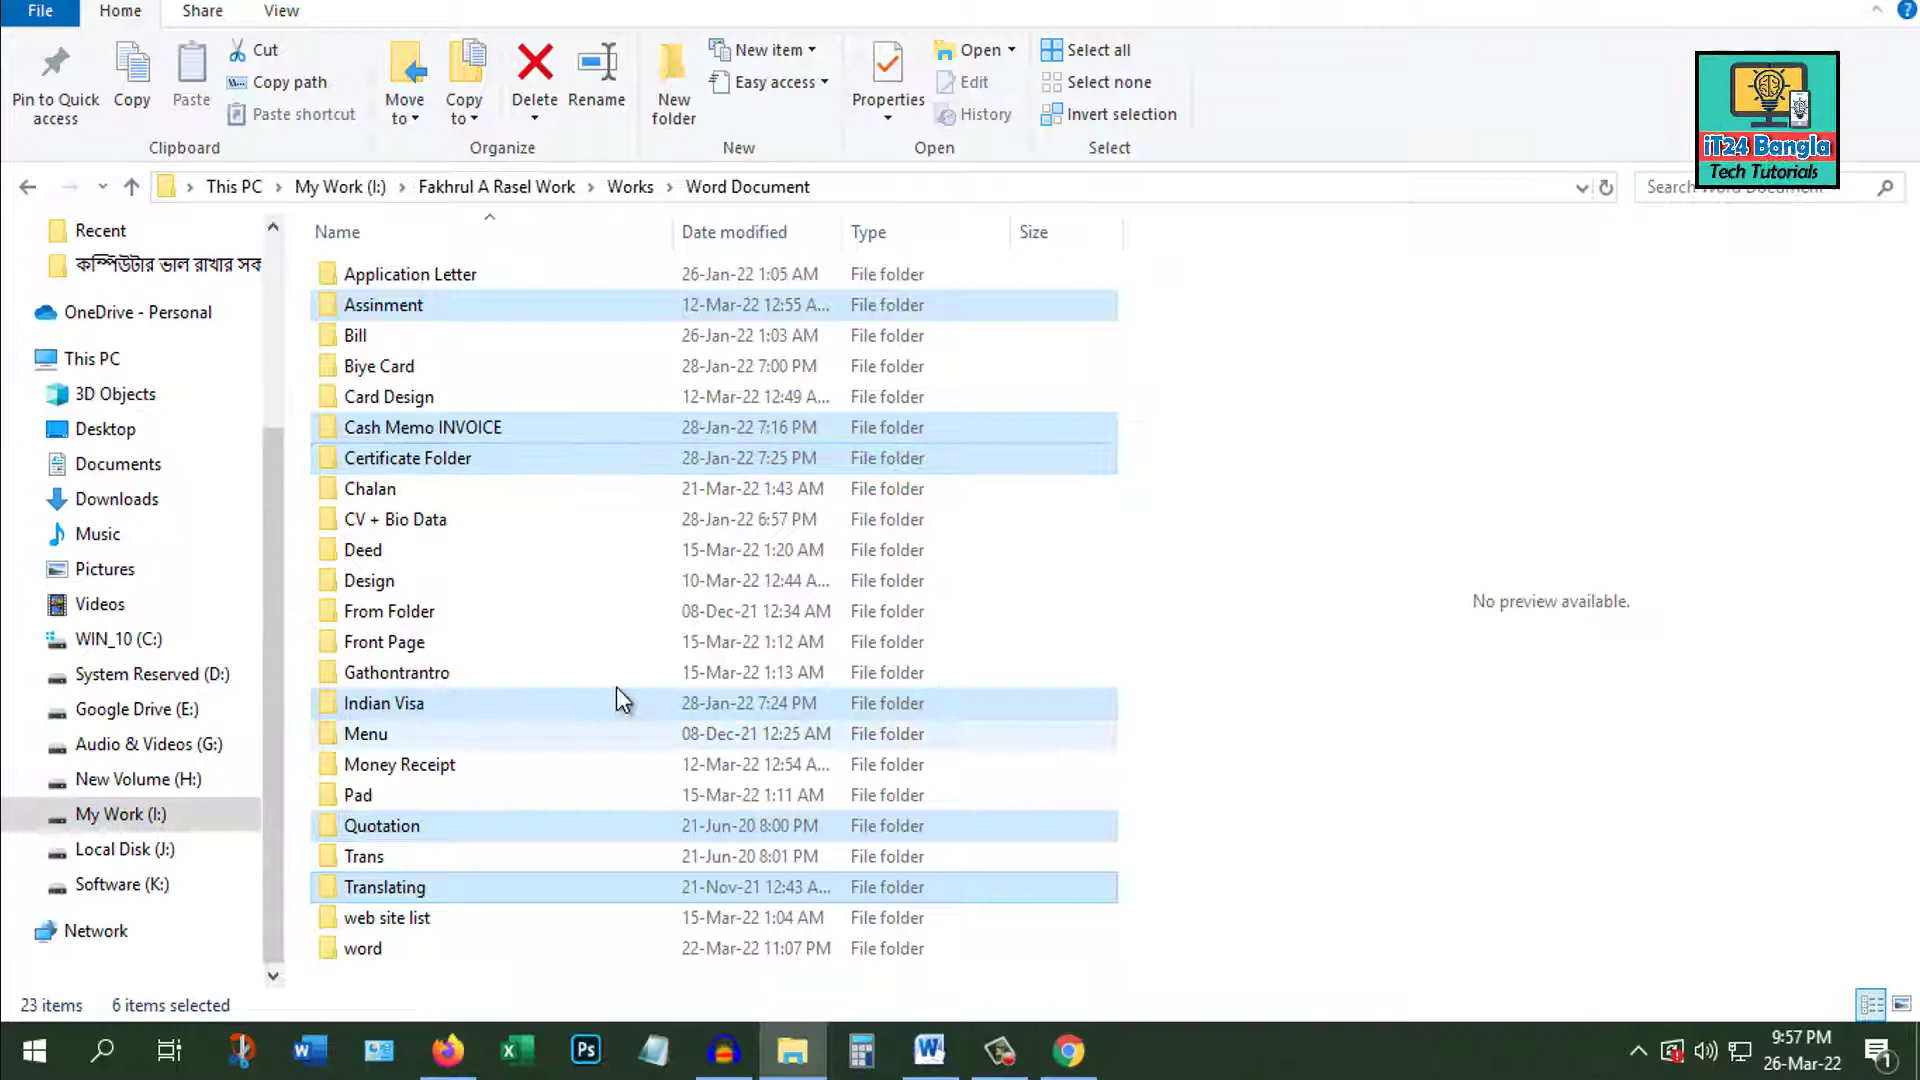 File Home Share View
Pin to Quick access
Copy
Paste
Cut
Copy path
Paste shortcut
Clipboard
Move to
Copy to
Delete
Rename
Organize
New folder
New item
Easy access
New
Properties
Open
Edit
History
Open
Select all
Select none
Invert selection
Select
iT24 Bangla
Tech Tutorials
This PC > My Work (I:) > Fakhrul A Rasel Work > Works > Word Document
Search Word Document
Recent
কম্পিউটার ভাল রাখার সক
OneDrive - Personal
This PC
3D Objects
Desktop
Documents
Downloads
Music
Pictures
Videos
WIN_10 (C:)
System Reserved (D:)
Google Drive (E:)
Audio & Videos (G:)
New Volume (H:)
My Work (I:)
Local Disk (J:)
Software (K:)
Network
Name Date modified Type Size
Application Letter 26-Jan-22 1:05 AM File folder
Assinment 12-Mar-22 12:55 A... File folder
Bill 26-Jan-22 1:03 AM File folder
Biye Card 28-Jan-22 7:00 PM File folder
Card Design 12-Mar-22 12:49 A... File folder
Cash Memo INVOICE 28-Jan-22 7:16 PM File folder
Certificate Folder 28-Jan-22 7:25 PM File folder
Chalan 21-Mar-22 1:43 AM File folder
CV + Bio Data 28-Jan-22 6:57 PM File folder
Deed 15-Mar-22 1:20 AM File folder
Design 10-Mar-22 12:44 A... File folder
From Folder 08-Dec-21 12:34 AM File folder
Front Page 15-Mar-22 1:12 AM File folder
Gathontrantro 15-Mar-22 1:13 AM File folder
Indian Visa 28-Jan-22 7:24 PM File folder
Menu 08-Dec-21 12:25 AM File folder
Money Receipt 12-Mar-22 12:54 A... File folder
Pad 15-Mar-22 1:11 AM File folder
Quotation 21-Jun-20 8:00 PM File folder
Trans 21-Jun-20 8:01 PM File folder
Translating 21-Nov-21 12:43 A... File folder
web site list 15-Mar-22 1:04 AM File folder
word 22-Mar-22 11:07 PM File folder
No preview available.
23 items 6 items selected
Ps
9:57 PM
26-Mar-22
1